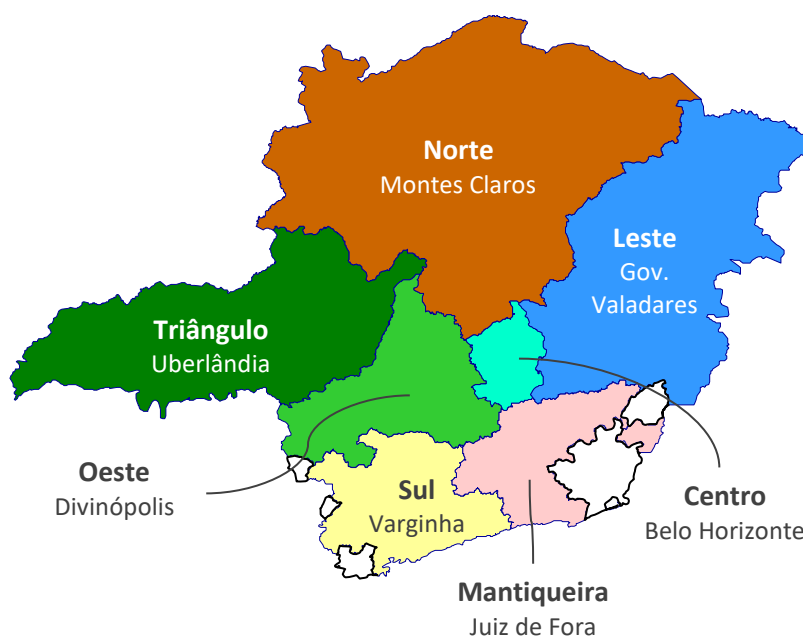 Norte
Montes Claros
Leste
Gov.
Valadares
Triângulo
Uberlândia
Oeste
Divinópolis
Sul
Varginha
Centro
Belo Horizonte
Mantiqueira
Juiz de Fora